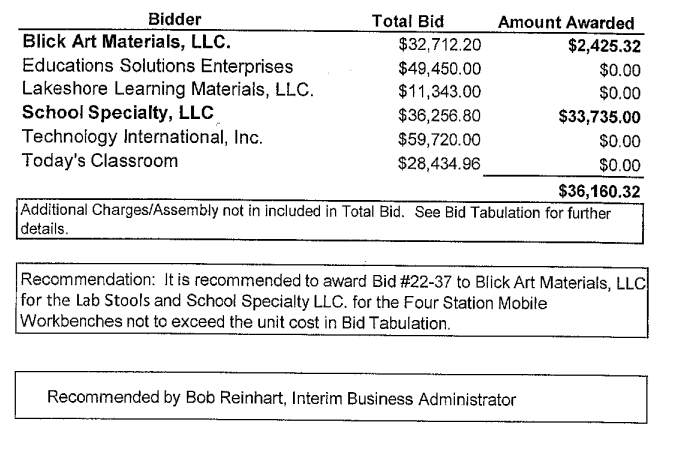 Bidder Total Bid Amount Awarded
Blick Art Materials, LLC. $32,712.20 $2,425.32
Educations Solutions Enterprises $49,450.00 $0.00
Lakeshore Learning Materials, LLC. $11,343.00 $0.00
School Specialty, LLC $36,256.80 $33,735.00
Technology International, Inc. $59,720.00 $0.00
Today's Classroom $28,434.96 $0.00
$36,160.32
Additional Charges/Assembly not in included in Total Bid. See Bid Tabulation for further
details.
Recommendation: It is recommended to award Bid #22-37 to Blick Art Materials, LLC
for the Lab Stools and School Specialty LLC. for the Four Station Mobile
Workbenches not to exceed the unit cost in Bid Tabulation.
Recommended by Bob Reinhart, Interim Business Administrator